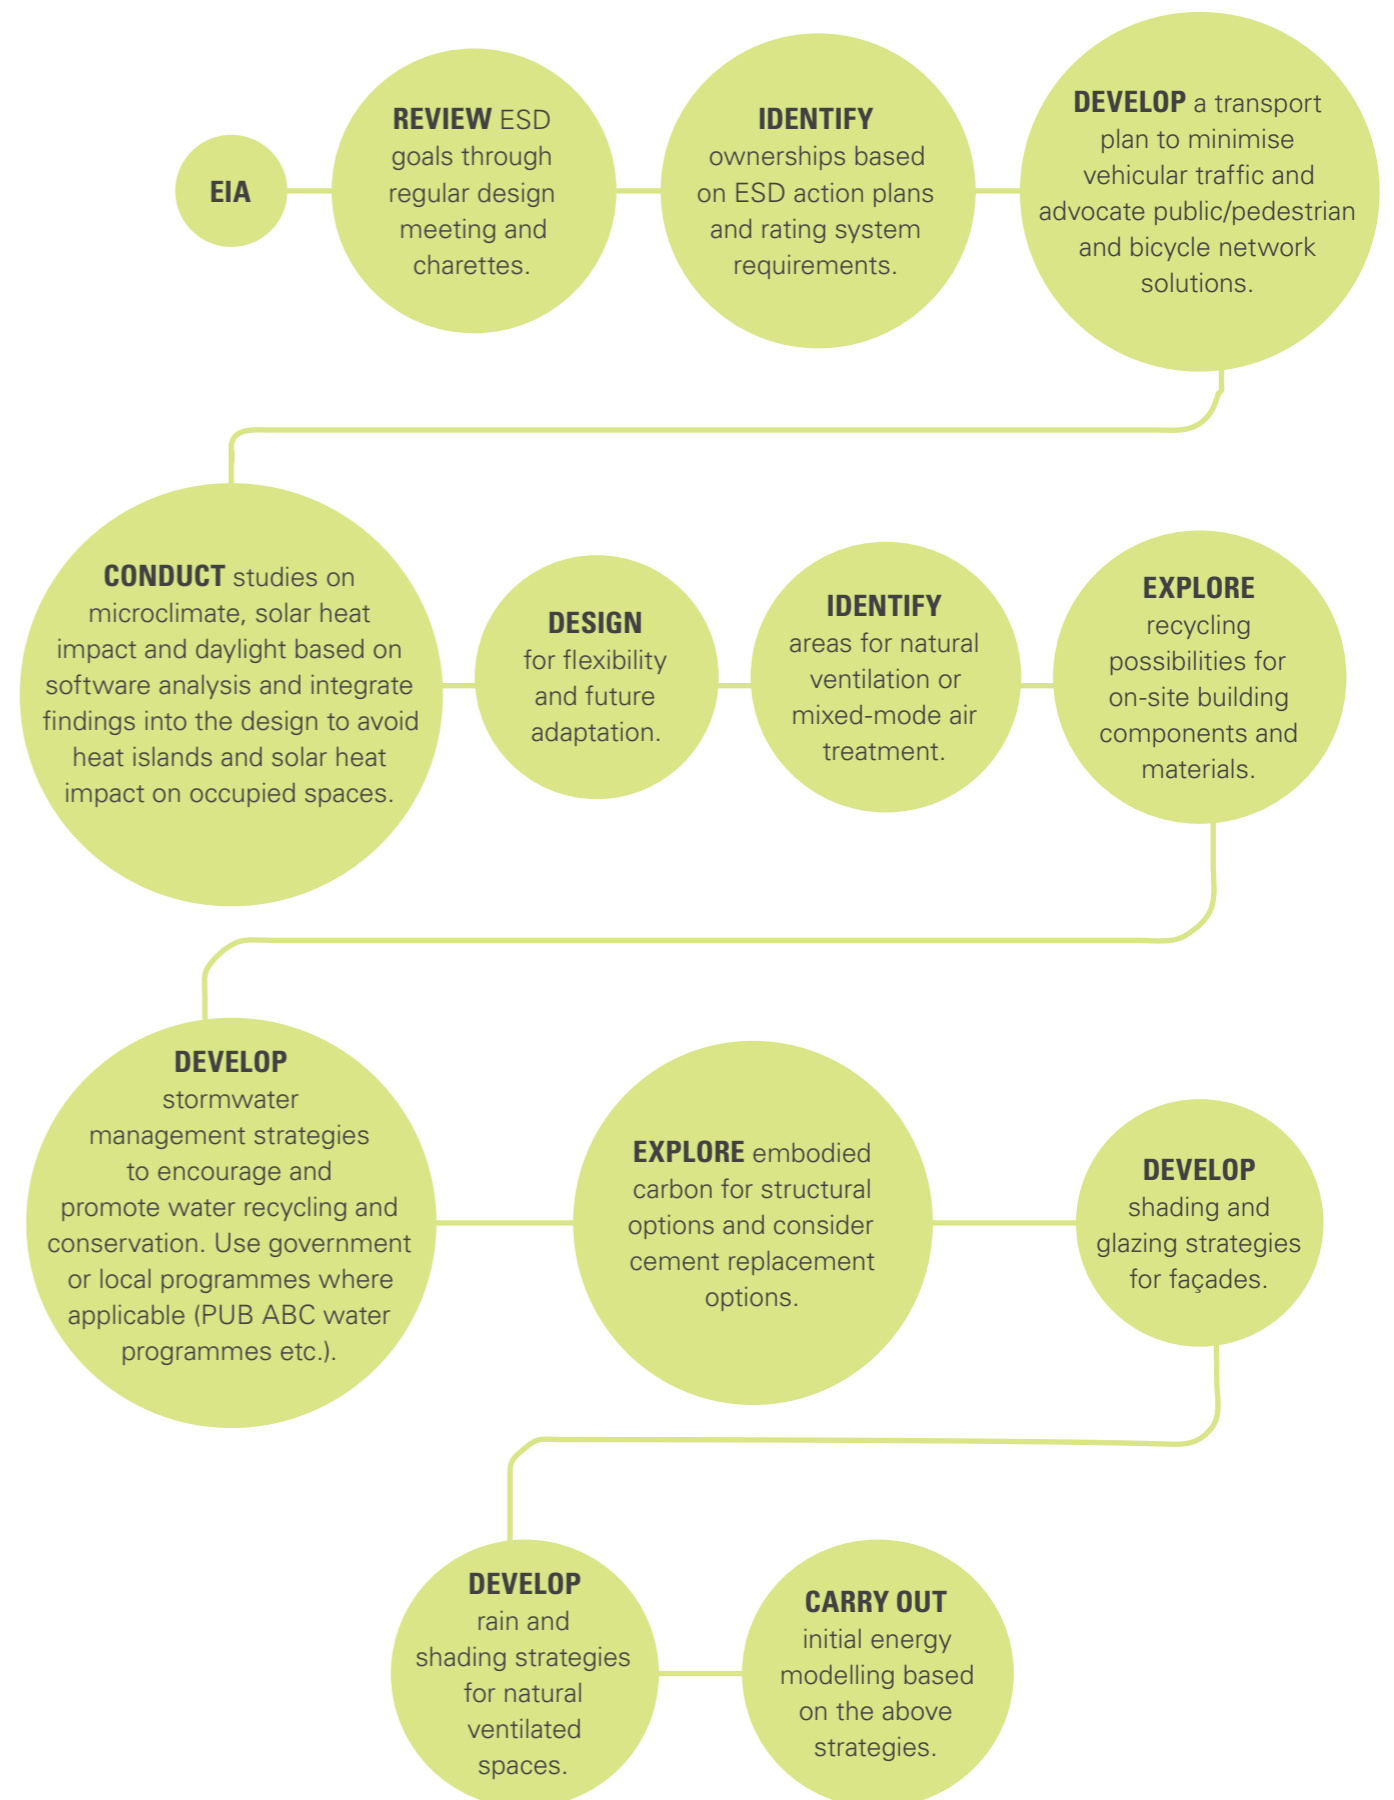 EIA
REVIEW ESD
goals through
regular design
meeting and
charettes.
IDENTIFY
ownerships based
on ESD action plans
and rating system
requirements.
DEVELOP a transport
plan to minimise
vehicular traffic and
advocate public/pedestrian
and bicycle network
solutions.
CONDUCT studies on
microclimate, solar heat
impact and daylight based on
software analysis and integrate
findings into the design to avoid
heat islands and solar heat
impact on occupied spaces.
DESIGN
for flexibility
and future
adaptation.
IDENTIFY
areas for natural
ventilation or
mixed-mode air
treatment.
EXPLORE
recycling
possibilities for
on-site building
components and
materials.
DEVELOP
stormwater
management strategies
to encourage and
promote water recycling and
conservation. Use government
or local programmes where
applicable (PUB ABC water
programmes etc.).
EXPLORE embodied
carbon for structural
options and consider
cement replacement
options.
DEVELOP
shading and
glazing strategies
for façades.
DEVELOP
rain and
shading strategies
for natural
ventilated
spaces.
CARRY OUT
initial energy
modelling based
on the above
strategies.